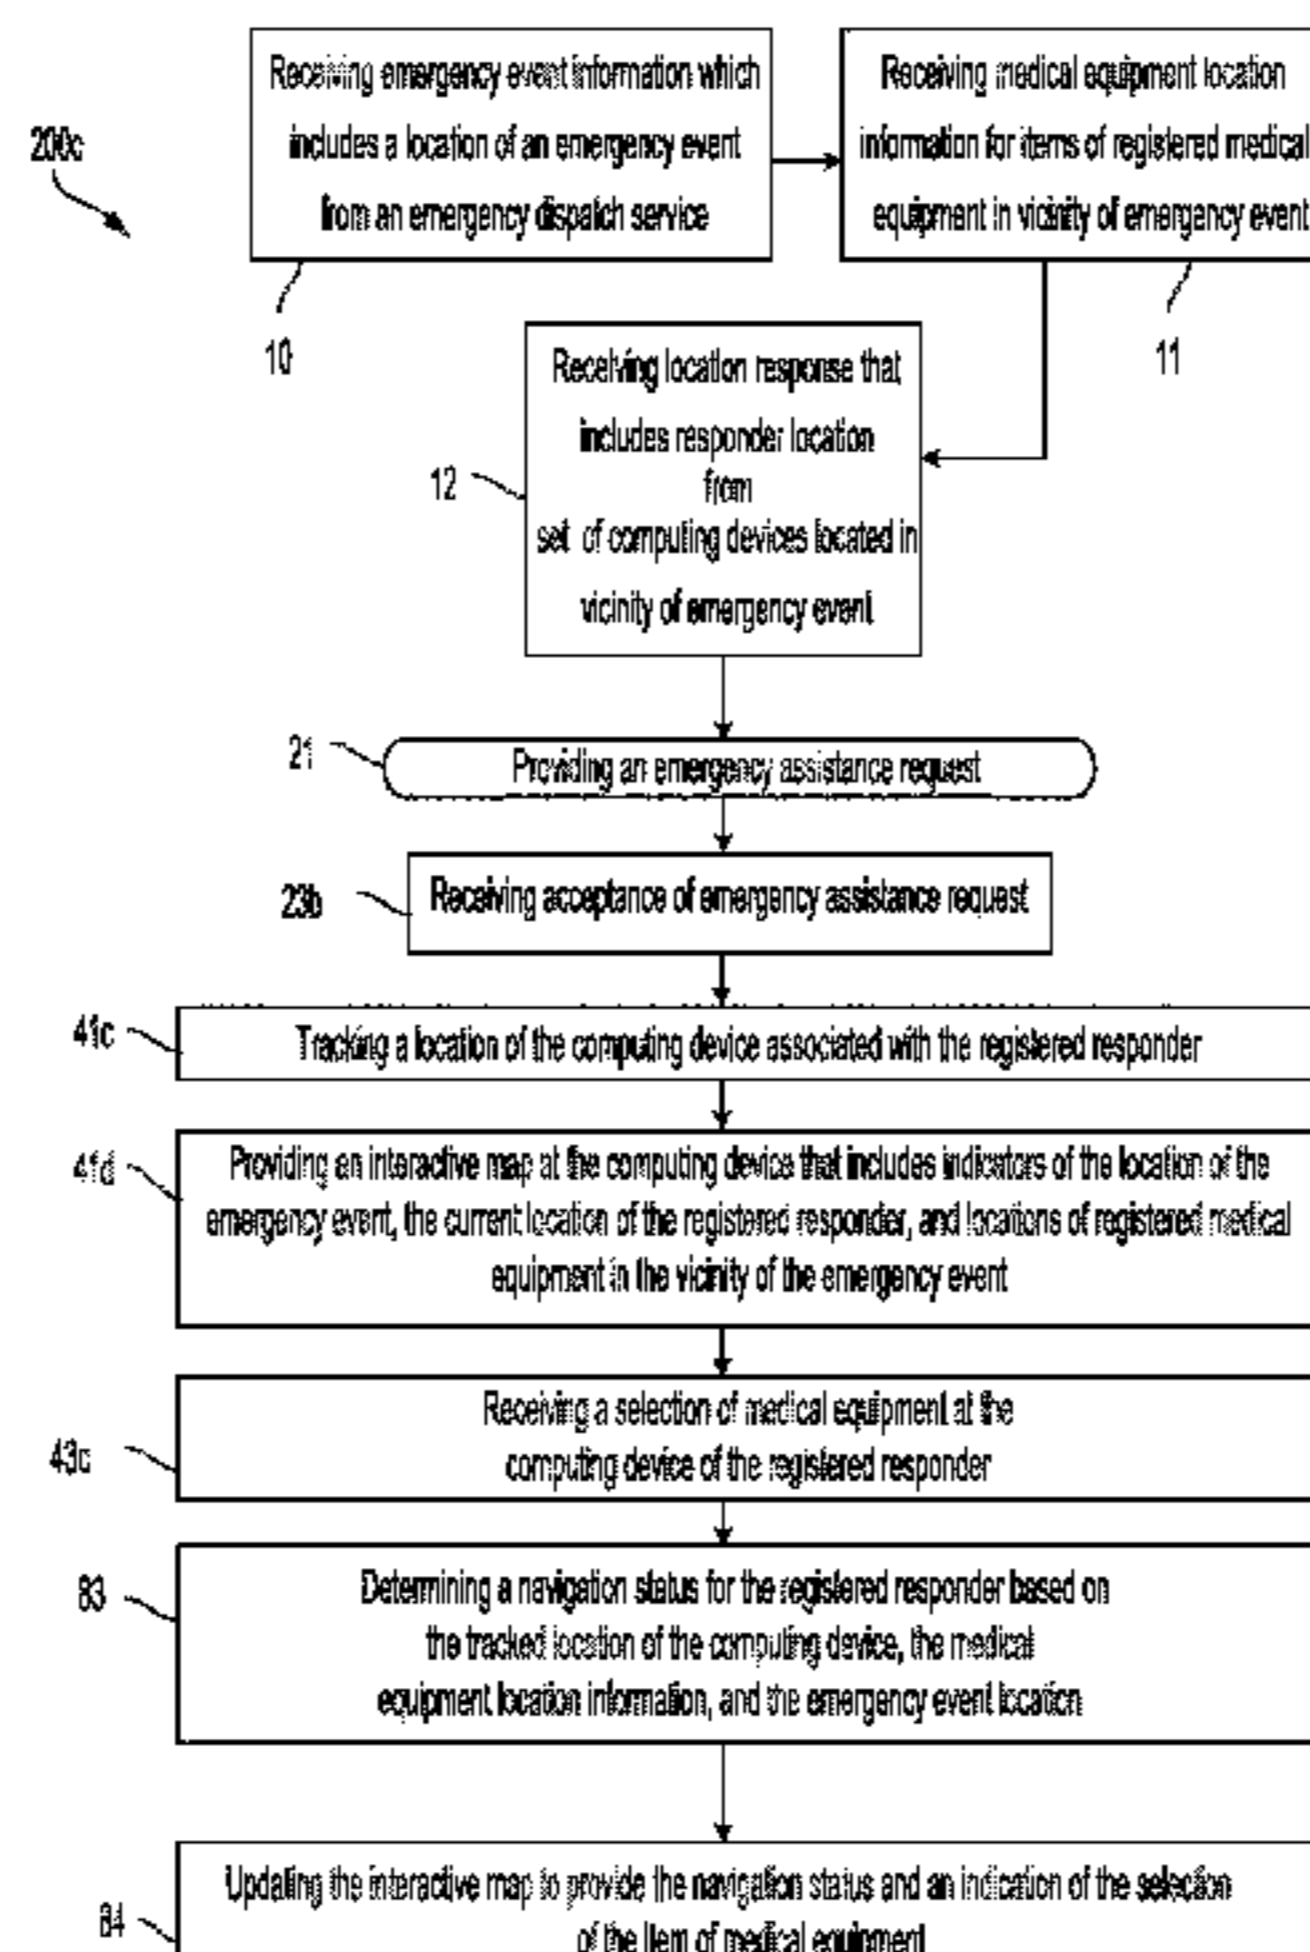 200c
Receiving emergency event information which
includes a location of an emergency event
from an emergency dispatch service
10
Receiving medical equipment location
information for items of registered medical
equipment in vicinity of emergency event
11
Receiving location response that
includes responder location
from
set of computing devices located in
vicinity of emergency event
12
21
Providing an emergency assistance request
23b
Receiving acceptance of emergency assistance request
41c
Tracking a location of the computing device associated with the registered responder
41d
Providing an interactive map at the computing device that includes indicators of the location of the
emergency event, the current location of the registered responder, and locations of registered medical
equipment in the vicinity of the emergency event
43c
Receiving a selection of medical equipment at the
computing device of the registered responder
83
Determining a navigation status for the registered responder based on
the tracked location of the computing device, the medical
equipment location information, and the emergency event location
84
Updating the interactive map to provide the navigation status and an indication of the selection
of the item of medical equipment